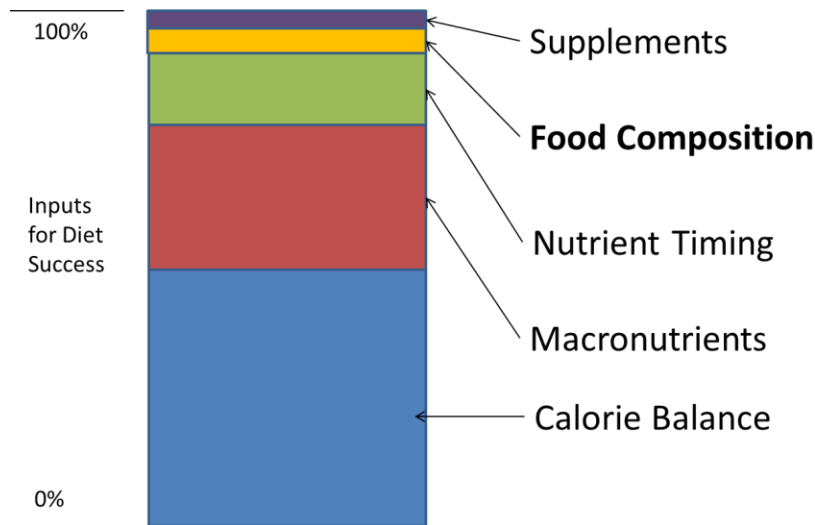 100%
Supplements
Food Composition
Inputs
for Diet
Success
Nutrient Timing
Macronutrients
Calorie Balance
0%